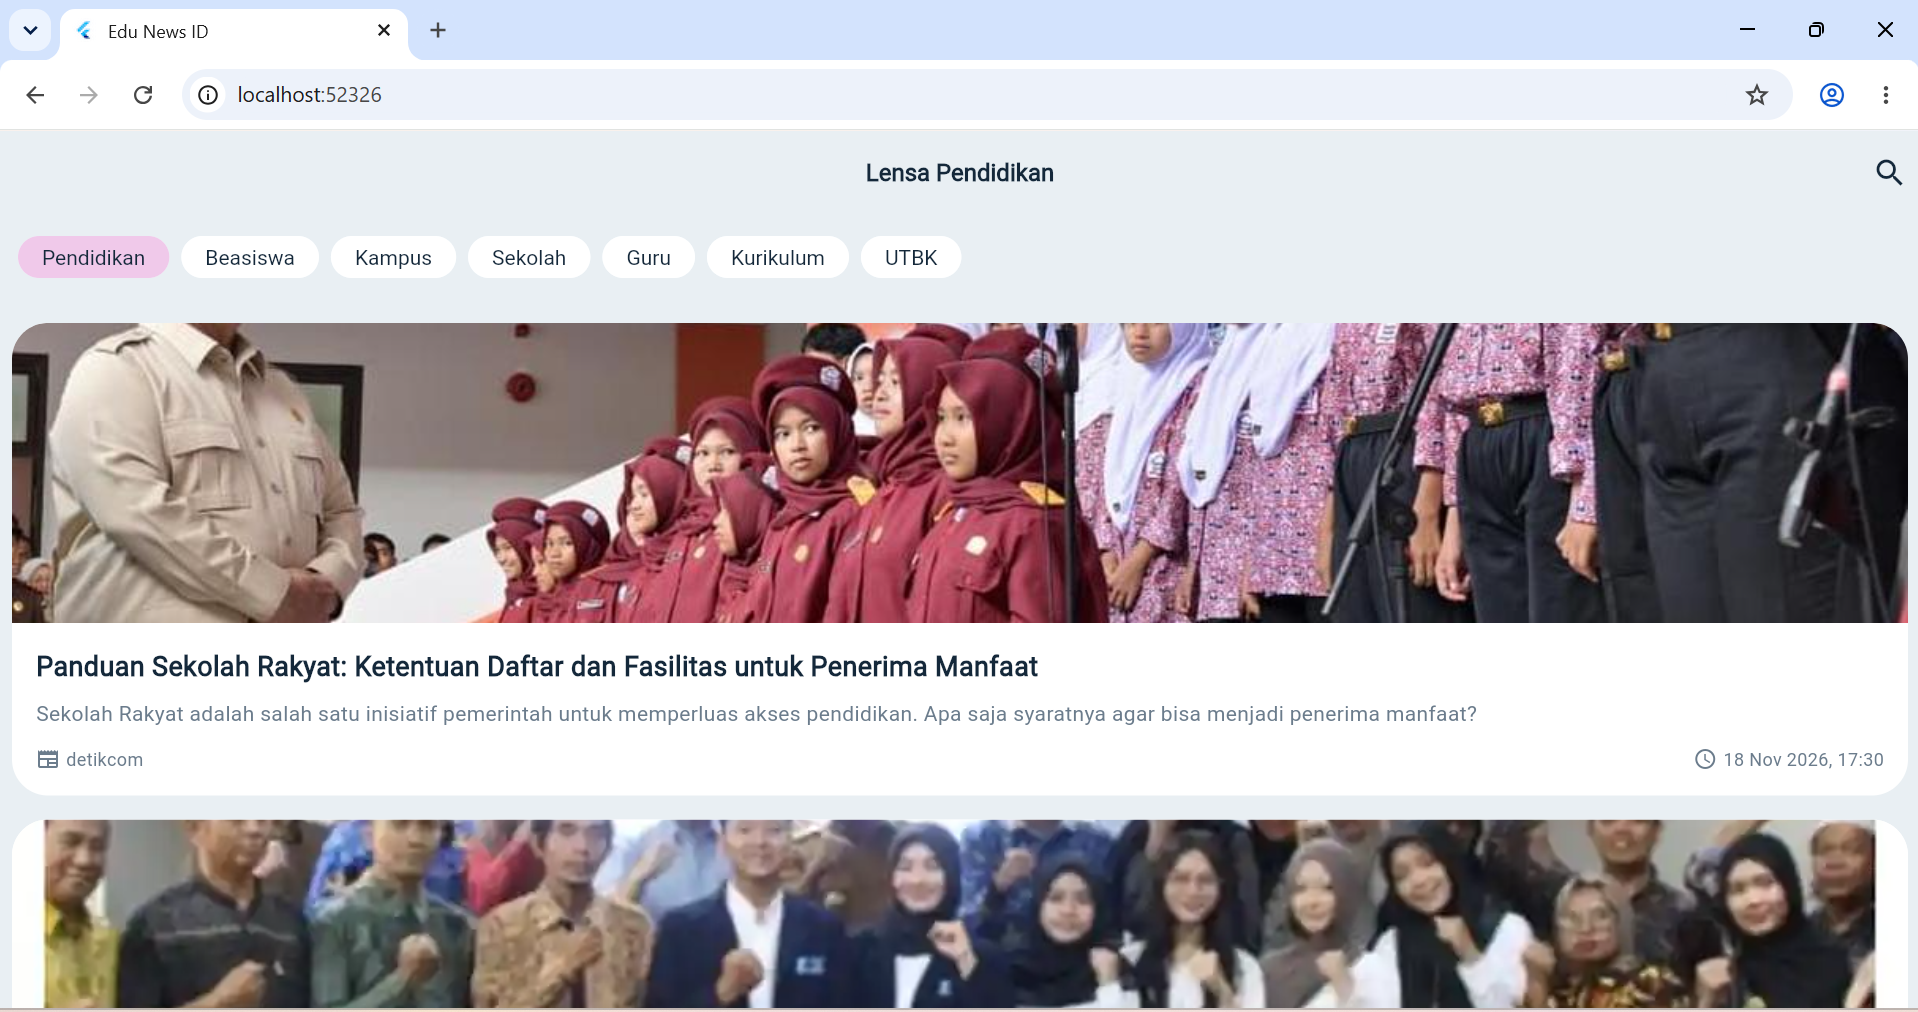 Edu News ID
localhost:52326
Lensa Pendidikan
Pendidikan
Beasiswa
Kampus
Sekolah
Guru
Kurikulum
UTBK
Panduan Sekolah Rakyat: Ketentuan Daftar dan Fasilitas untuk Penerima Manfaat
Sekolah Rakyat adalah salah satu inisiatif pemerintah untuk memperluas akses pendidikan. Apa saja syaratnya agar bisa menjadi penerima manfaat?
detikcom
18 Nov 2026, 17:30